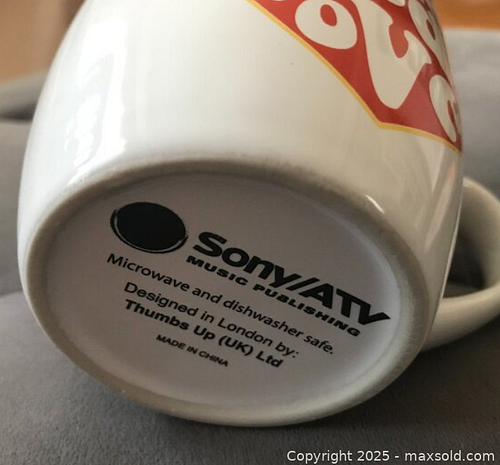 Sony/ATV
MUSIC PUBLISHING
Microwave and dishwasher safe.
Designed in London by:
Thumbs Up (UK) Ltd
MADE IN CHINA
Copyright 2025 - maxsold.com